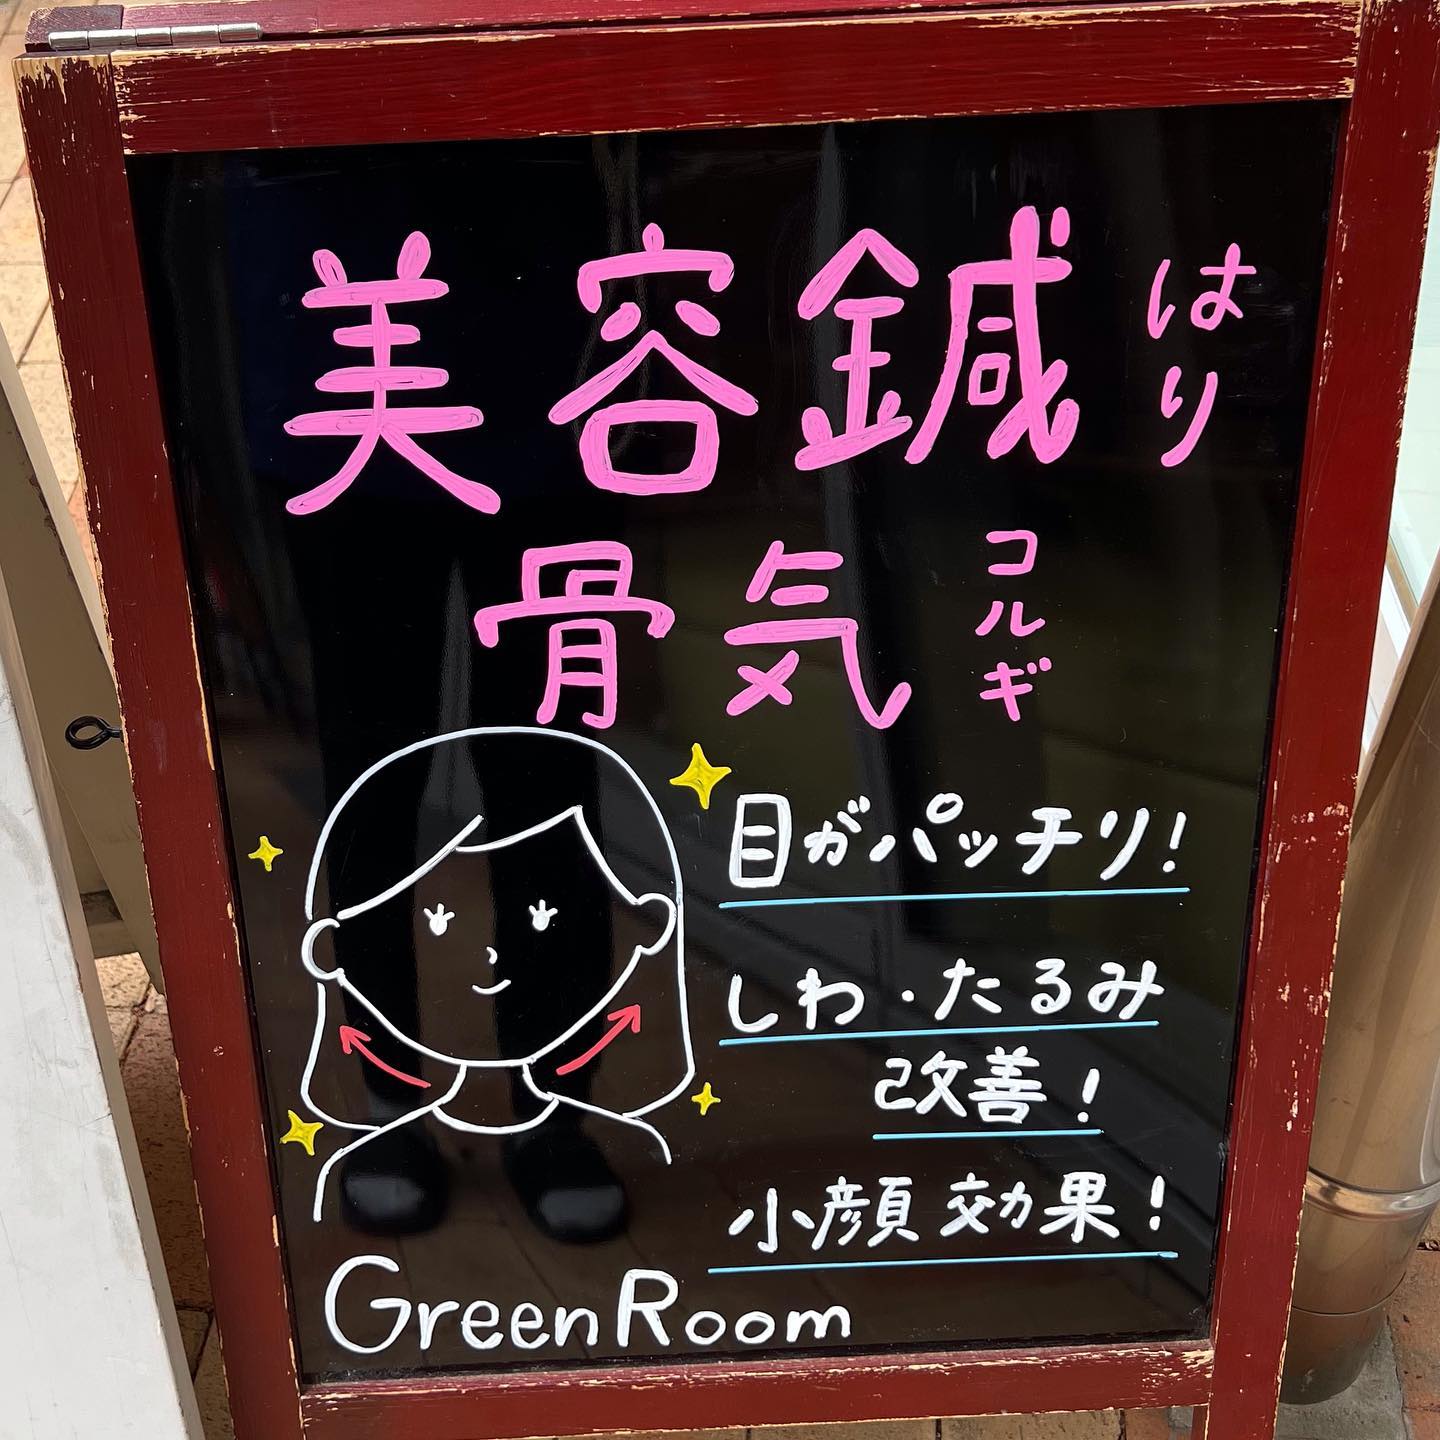 美容鍼 はり
骨気 コルギ
目がパッチリ!
しわ・たるみ
改善!
小顔効果!
GreenRoom